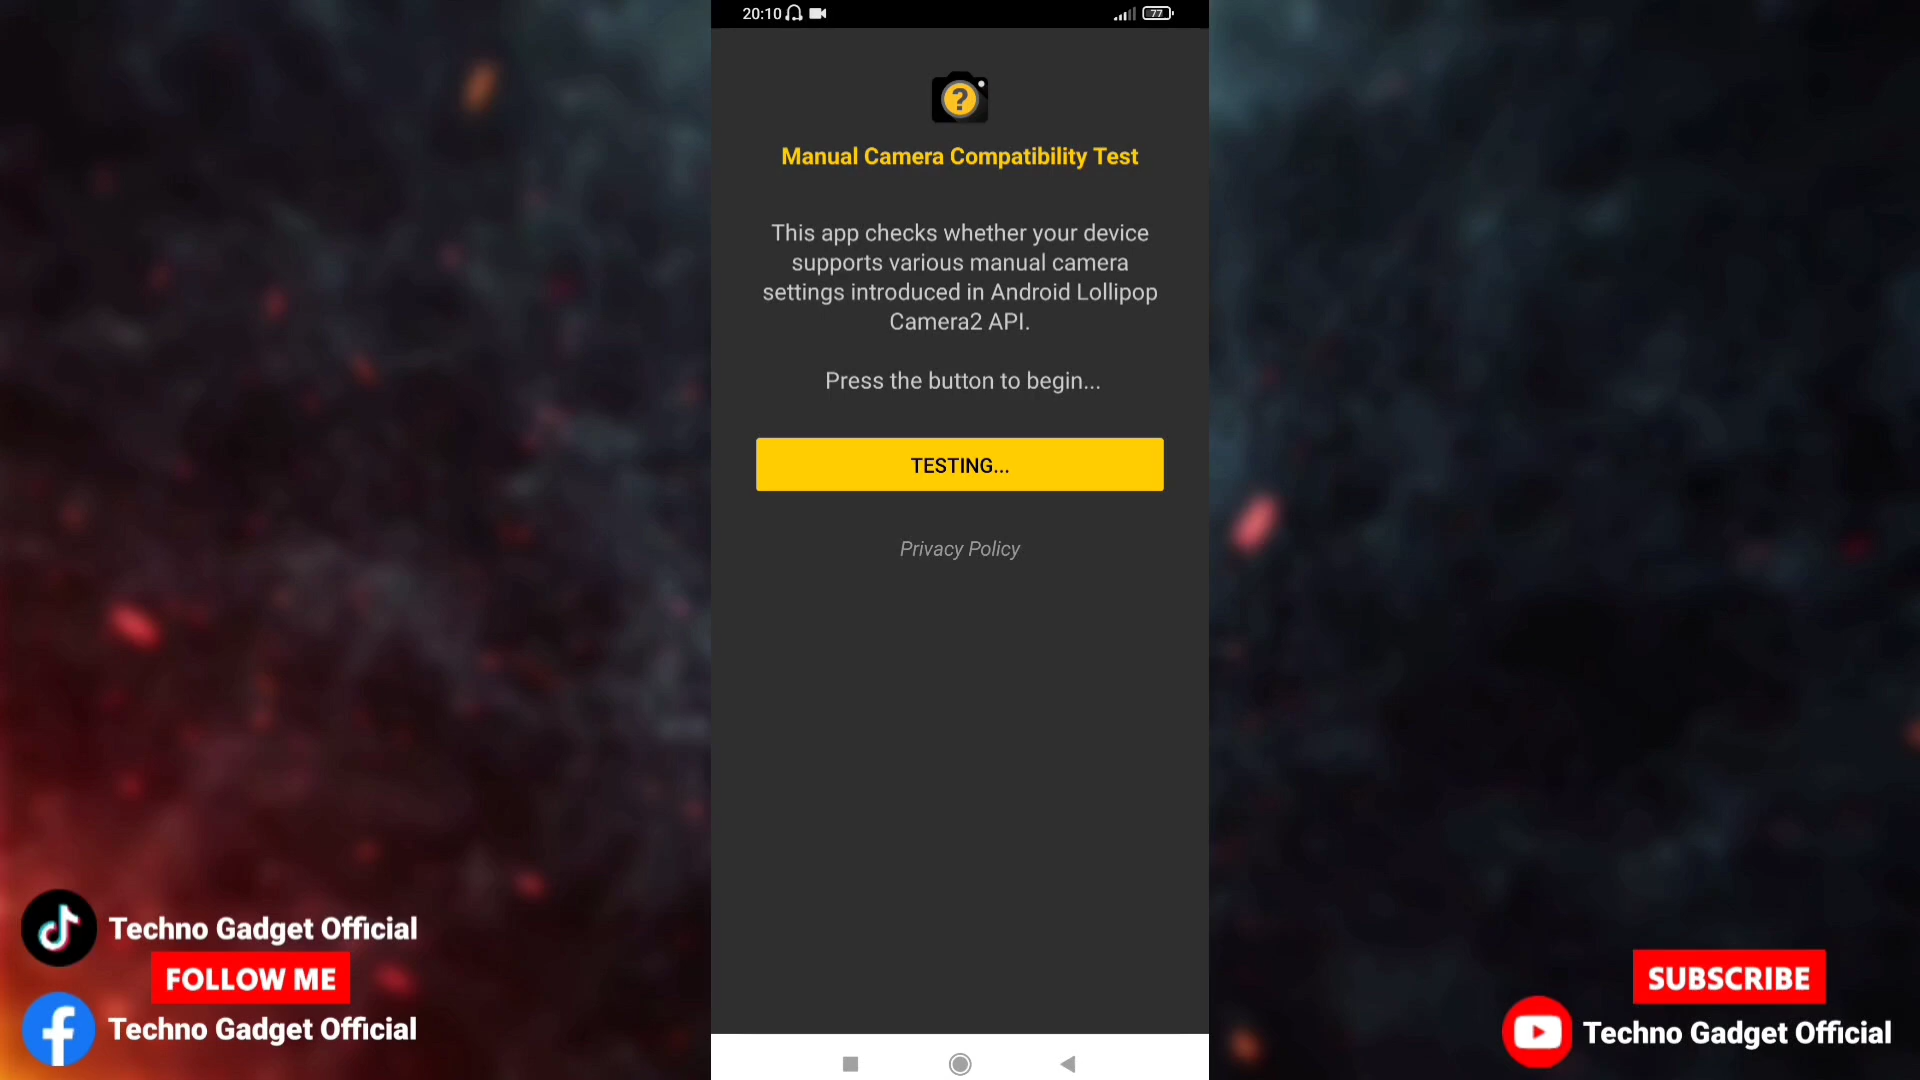 20:10
77
?
Manual Camera Compatibility Test
This app checks whether your device
supports various manual camera
settings introduced in Android Lollipop
Camera2 API.
Press the button to begin...
TESTING...
Privacy Policy
Techno Gadget Official
FOLLOW ME
Techno Gadget Official
SUBSCRIBE
Techno Gadget Official